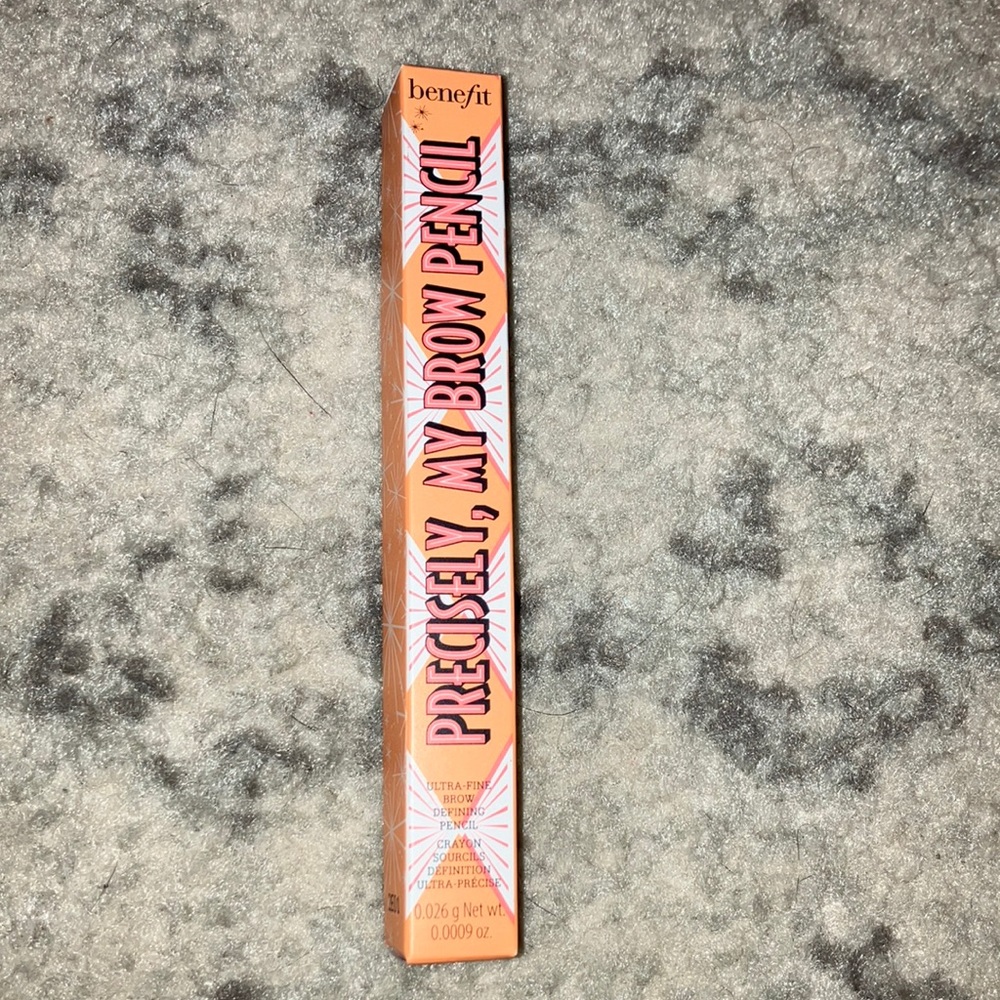 benefit
PRECISELY, MY BROW PENCIL
ULTRA-FINE
BROW
DEFINING
PENCIL
CRAYON
SOURCILS
DÉFINITION
ULTRA-PRÉCISE
0.026 g Net wt.
0.0009 oz.